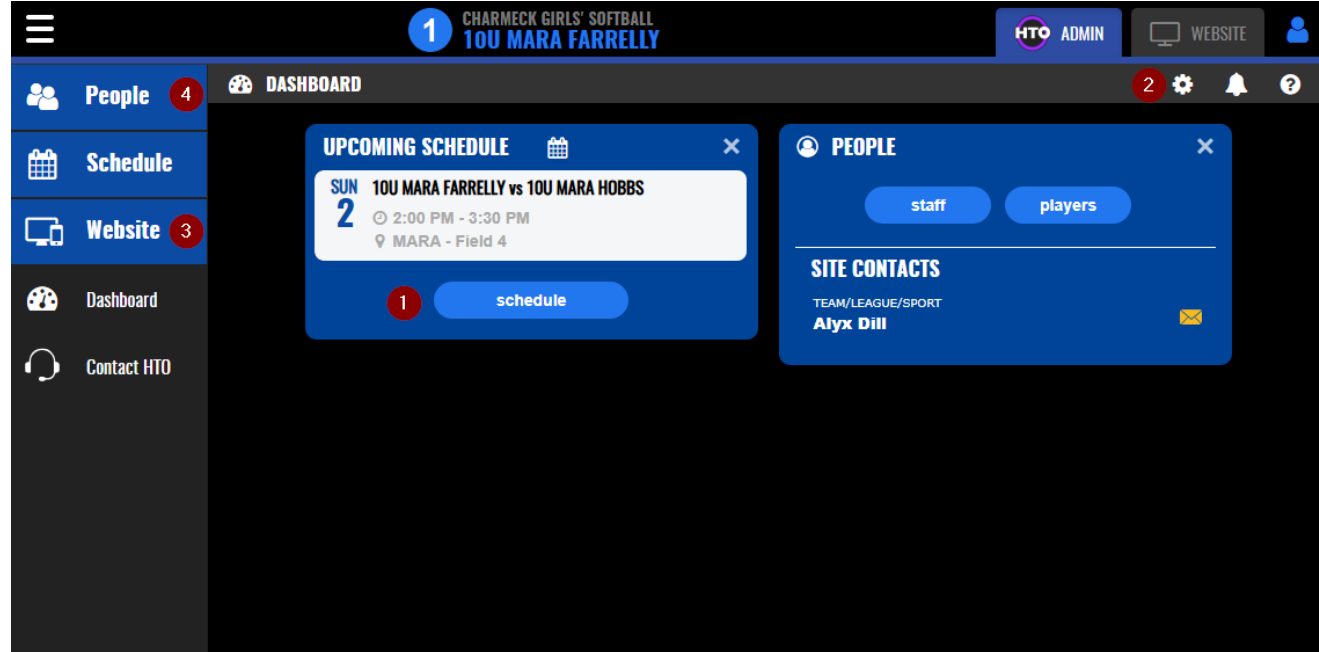 1
CHARMECK GIRLS' SOFTBALL
10U MARA FARRELLY
HTO ADMIN
WEBSITE
People 4
Schedule
Website 3
Dashboard
Contact HTO
DASHBOARD
2
?
UPCOMING SCHEDULE
SUN
2
10U MARA FARRELLY vs 10U MARA HOBBS
2:00 PM - 3:30 PM
MARA - Field 4
1 schedule
PEOPLE
staff players
SITE CONTACTS
TEAM/LEAGUE/SPORT
Alyx Dill